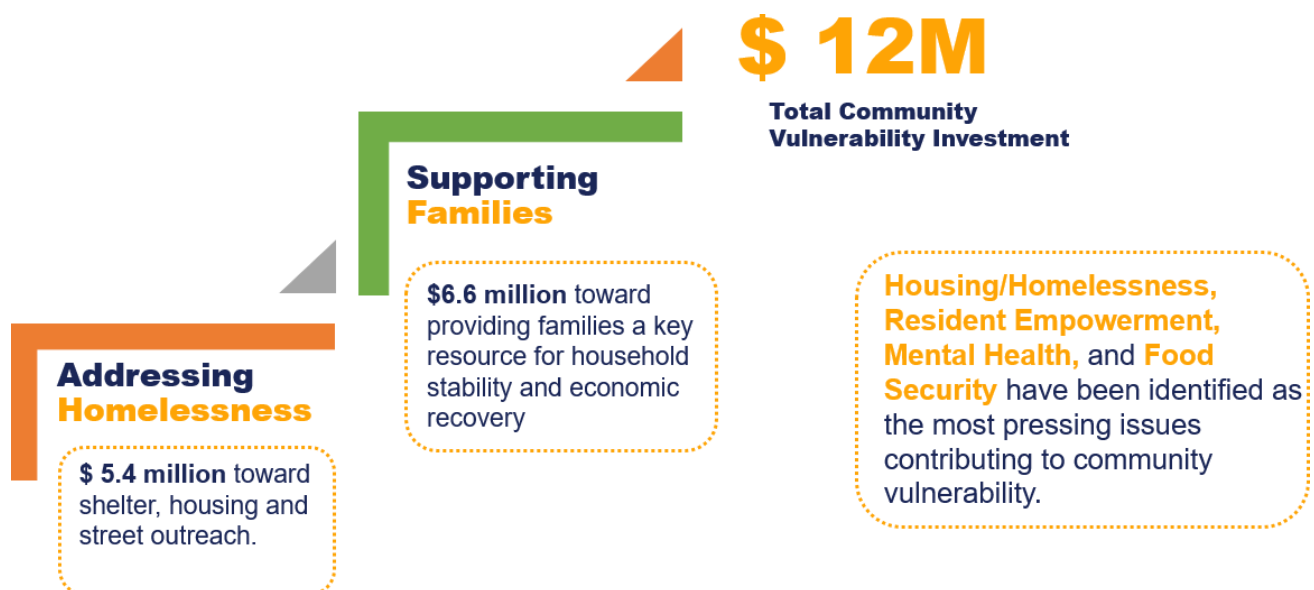 $ 12M
Total Community
Vulnerability Investment
Supporting
Families
$6.6 million toward
providing families a key
resource for household
stability and economic
recovery
Addressing
Homelessness
$ 5.4 million toward
shelter, housing and
street outreach.
Housing/Homelessness,
Resident Empowerment,
Mental Health, and Food
Security have been identified as
the most pressing issues
contributing to community
vulnerability.